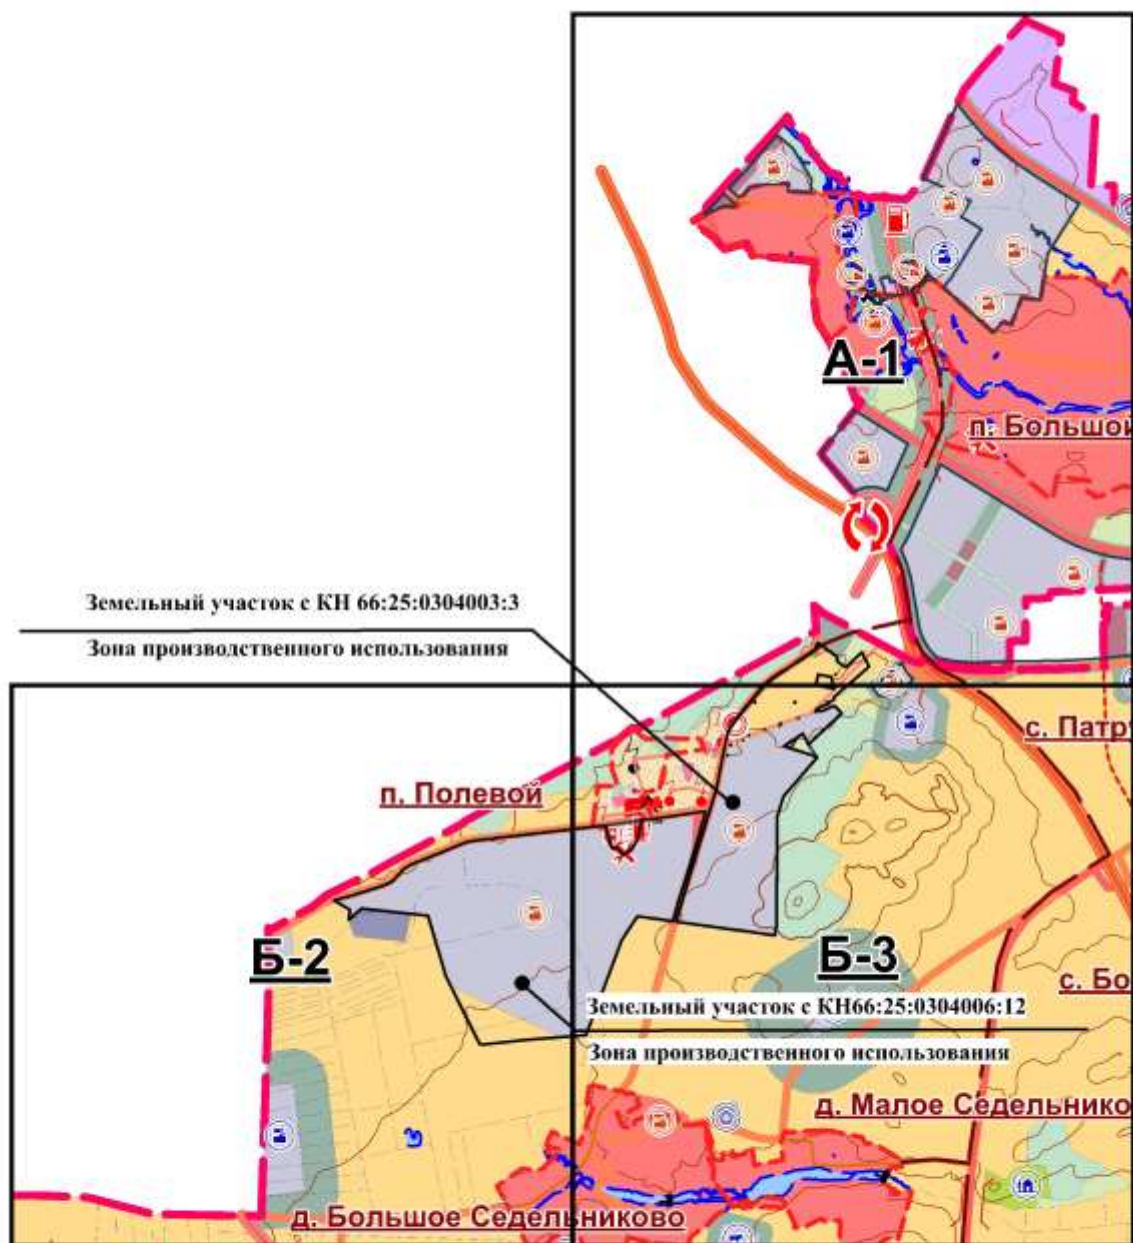 А-1
п. Большой
Земельный участок с КН 66:25:0304003:3
Зона производственного использования
с. Патру
п. Полевой
Б-2
Б-3
с. Бо
Земельный участок с КН66:25:0304006:12
Зона производственного использования
д. Малое Седельнико
д. Большое Седельниково